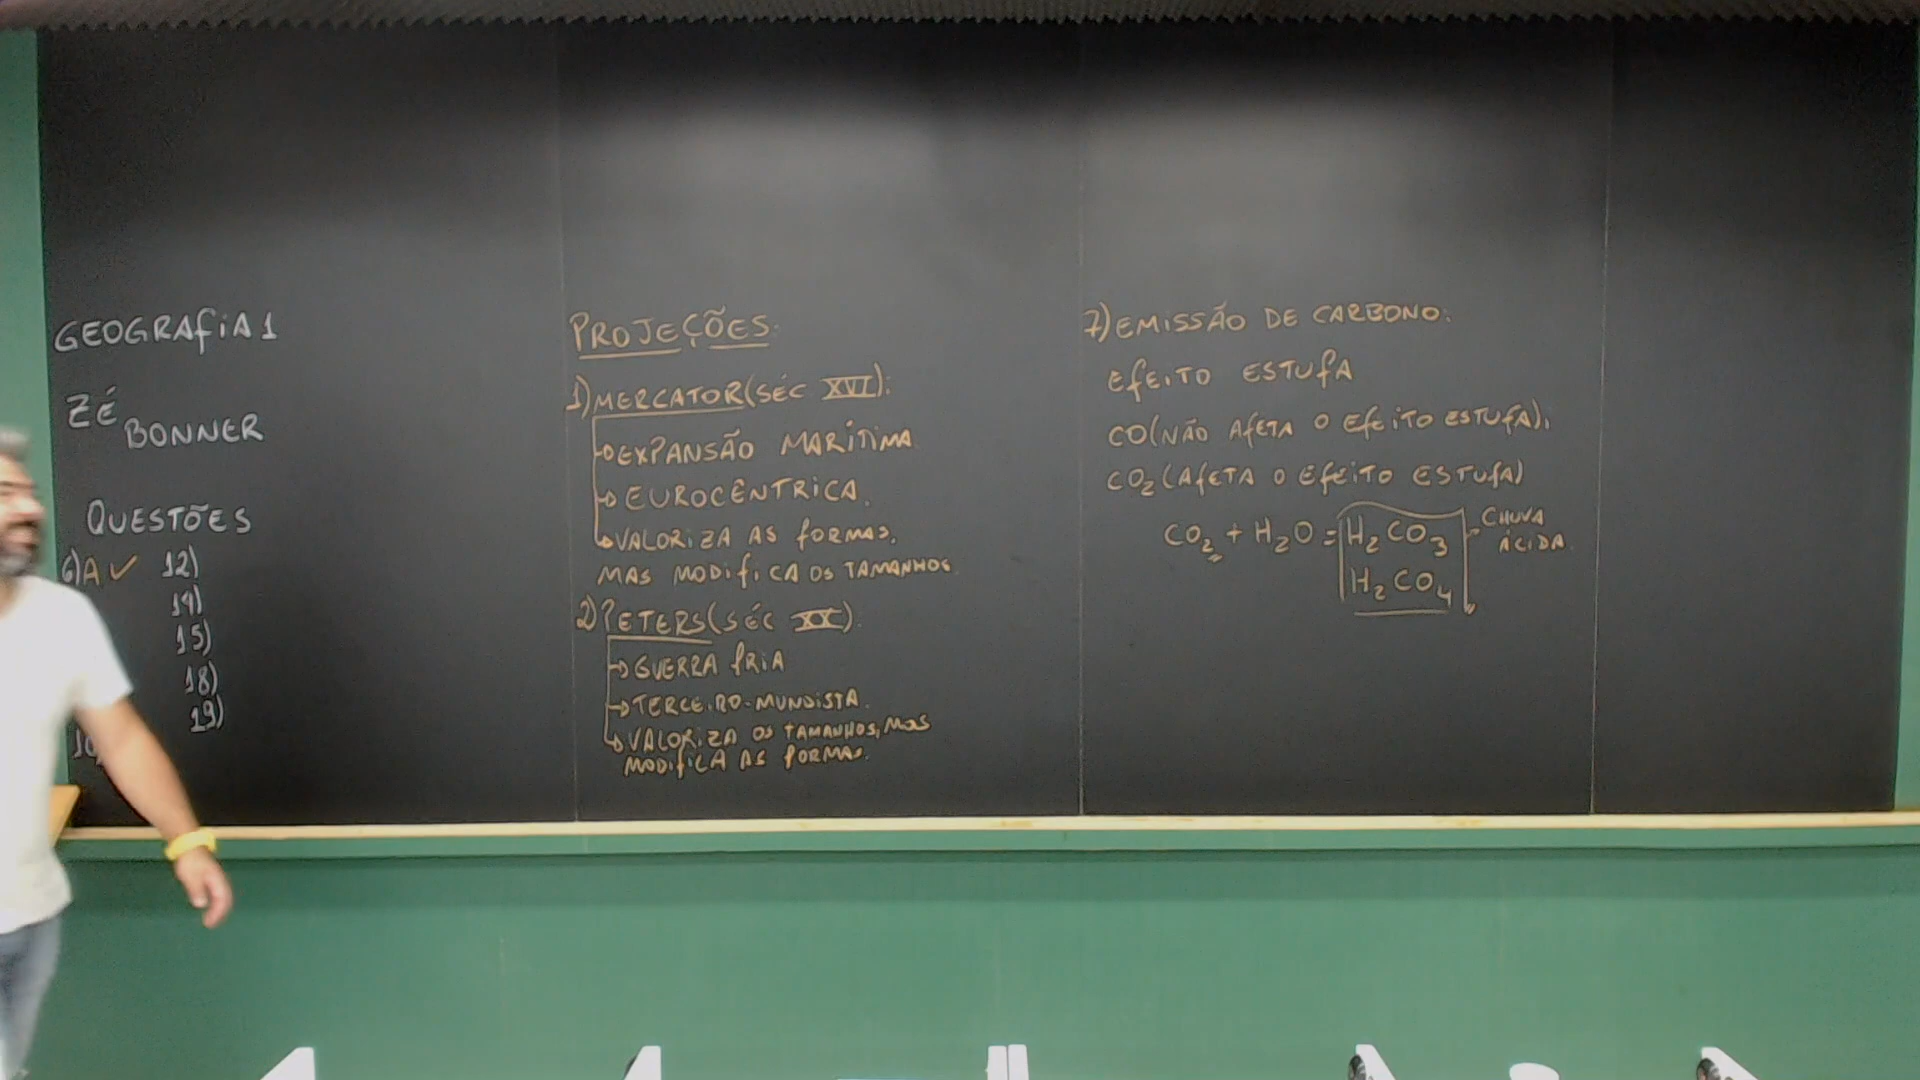 GEOGRAFIA 1
ZÉ
BONNER
QUESTÕES
6)A ✓ 12)
14)
15)
18)
19)
PROJEÇÕES:
1)MERCATOR(SÉC XVI):
EXPANSÃO MARÍTIMA
EUROCÊNTRICA.
VALORIZA AS FORMAS,
MAS MODIFICA OS TAMANHOS
2)PETERS(SÉC XX):
GUERRA FRIA
TERCEIRO-MUNDISTA.
VALORIZA OS TAMANHOS, MAS
MODIFICA AS FORMAS.
7)EMISSÃO DE CARBONO:
EFEITO ESTUFA
CO(NÃO AFETA O EFEITO ESTUFA);
CO₂(AFETA O EFEITO ESTUFA)
CO₂ + H₂O = H₂CO₃ CHUVA
ÁCIDA.
H₂CO₄